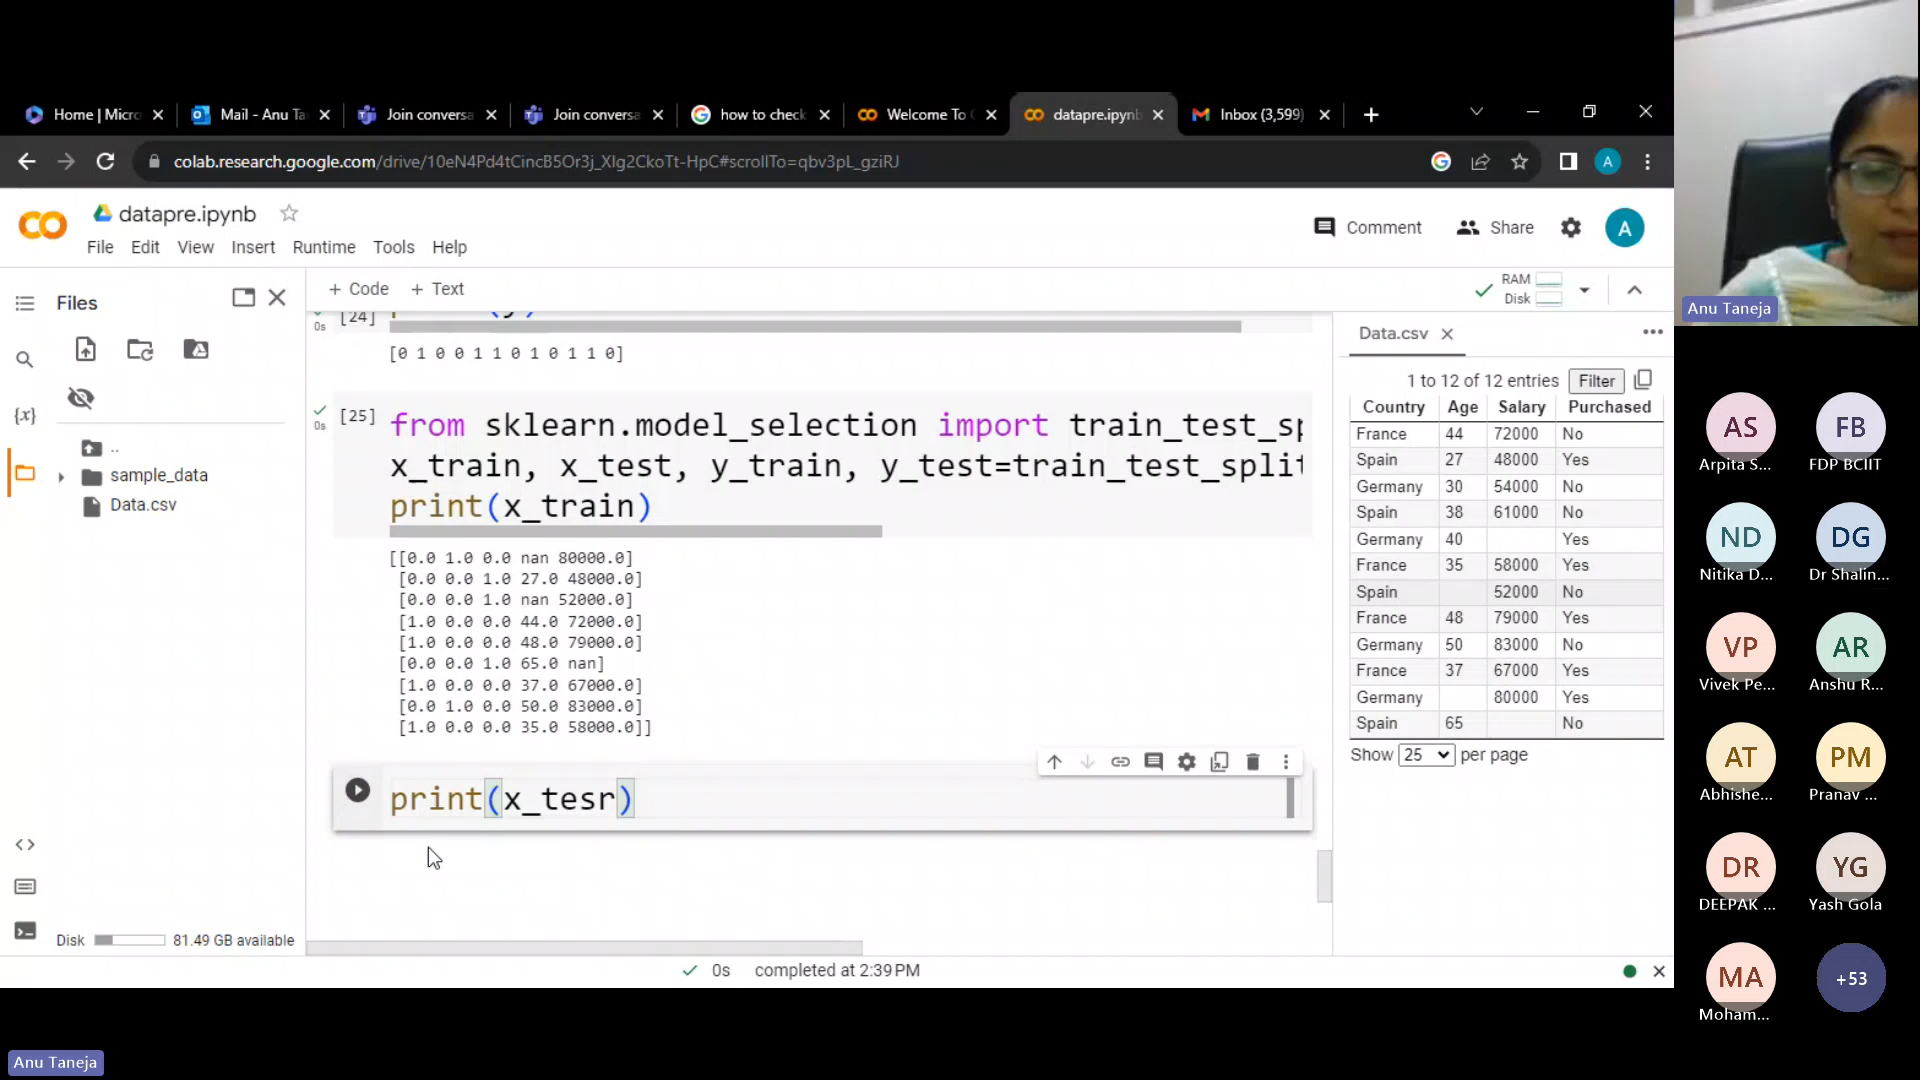 Home | Micro
Mail - Anu Ta
Join conversa
Join conversa
how to check
Welcome To C
datapre.ipynb
Inbox (3,599)
colab.research.google.com/drive/10eN4Pd4tCincB5Or3j_XIg2CkoTt-HpC#scrollTo=qbv3pL_gziRJ
A
datapre.ipynb
File Edit View Insert Runtime Tools Help
Comment
Share
A
Files
+ Code + Text
RAM
Disk
{x}
..
sample_data
Data.csv
Disk 81.49 GB available
0s
[24]
[0 1 0 0 1 1 0 1 0 1 1 0]
0s
[25]
from sklearn.model_selection import train_test_sp
x_train, x_test, y_train, y_test=train_test_split
print(x_train)
[[0.0 1.0 0.0 nan 80000.0]
[0.0 0.0 1.0 27.0 48000.0]
[0.0 0.0 1.0 nan 52000.0]
[1.0 0.0 0.0 44.0 72000.0]
[1.0 0.0 0.0 48.0 79000.0]
[0.0 0.0 1.0 65.0 nan]
[1.0 0.0 0.0 37.0 67000.0]
[0.0 1.0 0.0 50.0 83000.0]
[1.0 0.0 0.0 35.0 58000.0]]
print(x_tesr)
Data.csv
1 to 12 of 12 entries Filter
Country Age Salary Purchased
France 44 72000 No
Spain 27 48000 Yes
Germany 30 54000 No
Spain 38 61000 No
Germany 40 Yes
France 35 58000 Yes
Spain 52000 No
France 48 79000 Yes
Germany 50 83000 No
France 37 67000 Yes
Germany 80000 Yes
Spain 65 No
Show 25 per page
0s completed at 2:39 PM
Anu Taneja
AS
Arpita S...
FB
FDP BCIIT
ND
Nitika D...
DG
Dr Shalin...
VP
Vivek Pe...
AR
Anshu R...
AT
Abhishe...
PM
Pranav ...
DR
DEEPAK ...
YG
Yash Gola
MA
Moham...
+53
Anu Taneja